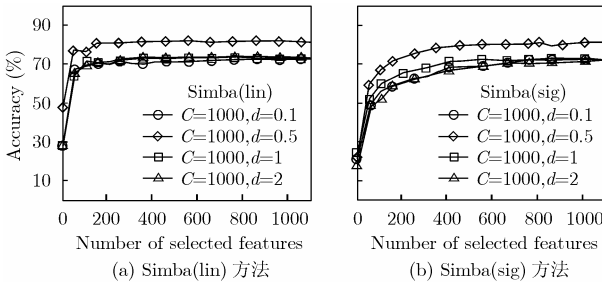 Accuracy (%)
90
70
50
30
10
0
200
400
600
800
1000
Simba(lin)
C=1000,d=0.1
C=1000,d=0.5
C=1000,d=1
C=1000,d=2
Number of selected features
(a) Simba(lin) 方法
0
200
400
600
800
1000
Simba(sig)
C=1000,d=0.1
C=1000,d=0.5
C=1000,d=1
C=1000,d=2
Number of selected features
(b) Simba(sig) 方法